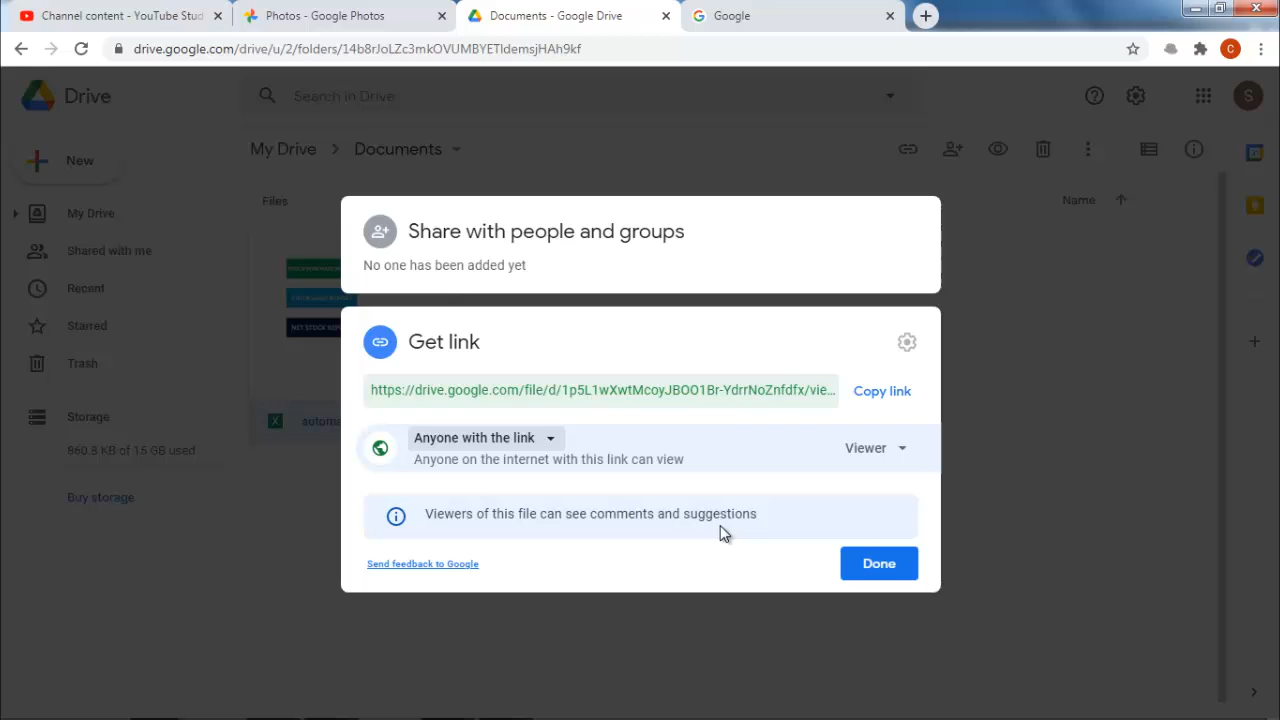 Channel content - YouTube Stud
Photos - Google Photos
Documents - Google Drive
Google
drive.google.com/drive/u/2/folders/14b8rJoLZc3mkOVUMBYETldemsjHAh9kf
C
Drive
Search in Drive
S
New
My Drive
Documents
My Drive
Shared with me
Recent
Starred
Trash
Storage
860.8 KB of 15 GB used
Buy storage
Files
Name
automa
Share with people and groups
No one has been added yet
Get link
https://drive.google.com/file/d/1p5L1wXwtMcoyJBOO1Br-YdrrNoZnfdfx/vie...
Copy link
Anyone with the link
Anyone on the internet with this link can view
Viewer
Viewers of this file can see comments and suggestions
Send feedback to Google
Done